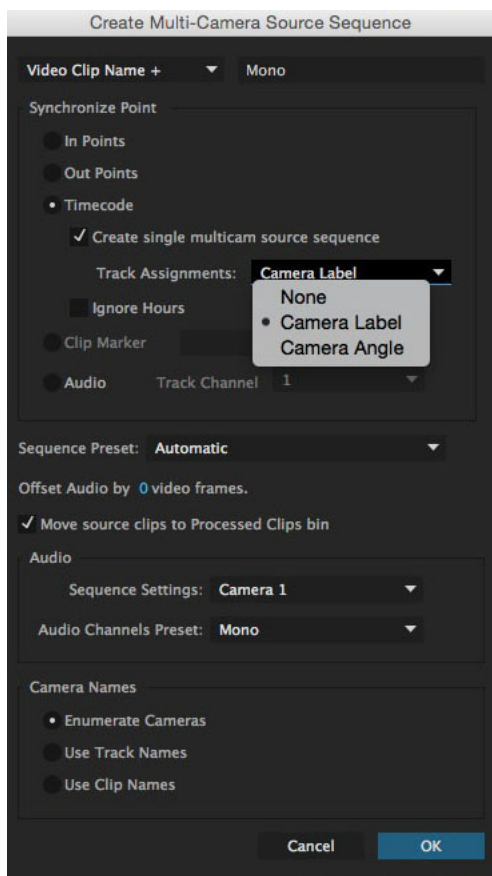 Create Multi-Camera Source Sequence
Video Clip Name + Mono
Synchronize Point
In Points
Out Points
Timecode
Create single multicam source sequence
Track Assignments: Camera Label
None
Ignore Hours
Camera Label
Clip Marker
Camera Angle
Audio Track Channel 1
Sequence Preset: Automatic
Offset Audio by 0 video frames.
Move source clips to Processed Clips bin
Audio
Sequence Settings: Camera 1
Audio Channels Preset: Mono
Camera Names
Enumerate Cameras
Use Track Names
Use Clip Names
Cancel OK